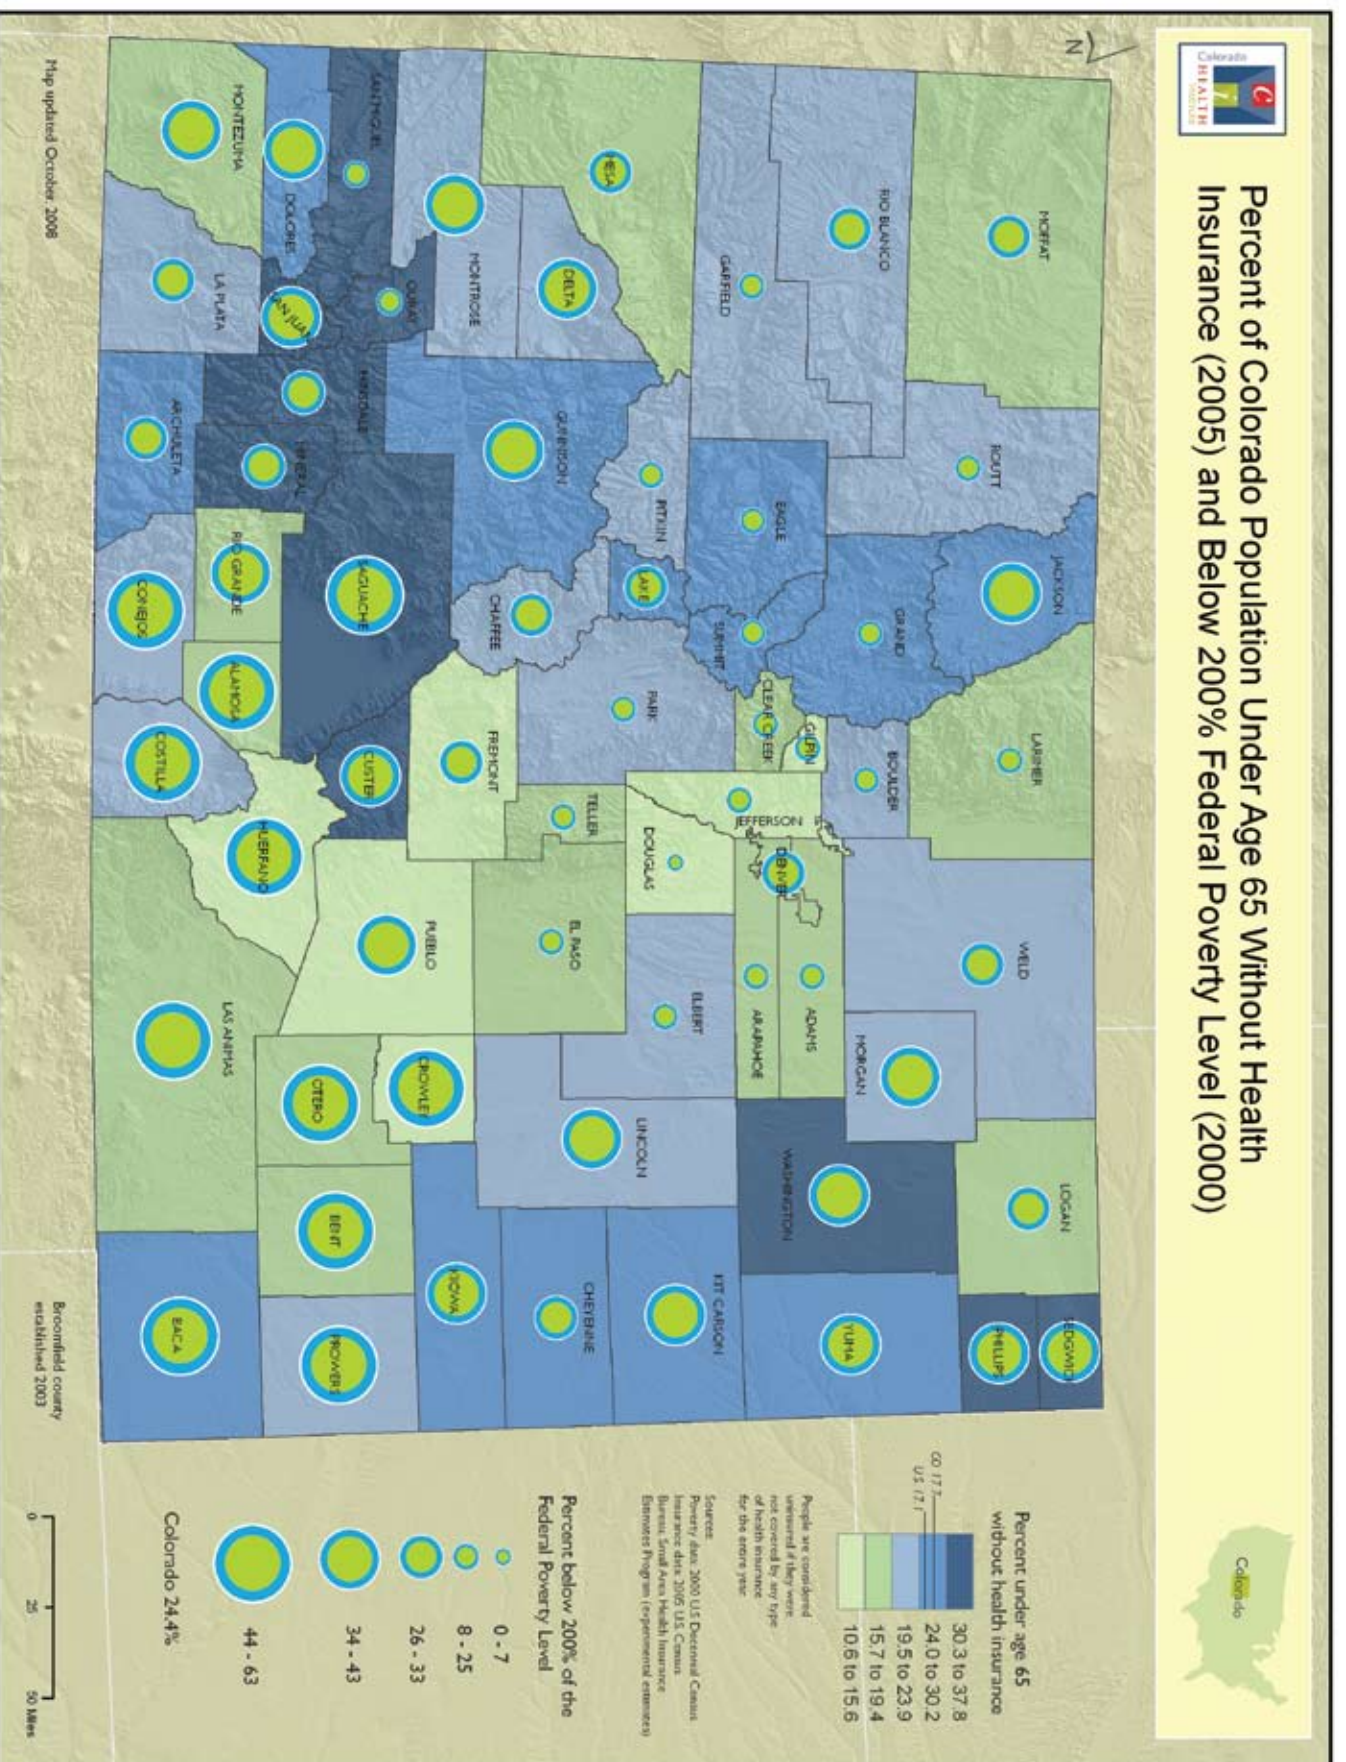 Colorado
HEALTH
INSTITUTE
Percent of Colorado Population Under Age 65 Without Health
Insurance (2005) and Below 200% Federal Poverty Level (2000)
Colorado
N
MOFFAT
ROUTT
JACKSON
LARIMER
WELD
LOGAN
SEDGWICK
PHILLIPS
RIO BLANCO
GRAND
BOULDER
MORGAN
YUMA
GARFIELD
EAGLE
SUMMIT
GILPIN
CLEAR CREEK
JEFFERSON
DENVER
ADAMS
ARAPAHOE
WASHINGTON
MESA
PITKIN
LAKE
PARK
DOUGLAS
ELBERT
LINCOLN
KIT CARSON
DELTA
GUNNISON
CHAFFEE
TELLER
EL PASO
CHEYENNE
MONTROSE
FREMONT
PUEBLO
CROWLEY
KIOWA
SAN MIGUEL
OURAY
HINSDALE
SAGUACHE
CUSTER
DOLORES
SAN JUAN
MINERAL
RIO GRANDE
ALAMOSA
HUERFANO
OTERO
BENT
PROWERS
MONTEZUMA
LA PLATA
ARCHULETA
CONEJOS
COSTILLA
LAS ANIMAS
BACA
Percent under age 65
without health insurance
CO 17.7
US 17.1
30.3 to 37.8
24.0 to 30.2
19.5 to 23.9
15.7 to 19.4
10.6 to 15.6
People are considered
uninsured if they were
not covered by any type
of health insurance
for the entire year
Sources:
Poverty data: 2000 US Decennial Census
Insurance data: 2005 U.S. Census
Bureau, Small Area Health Insurance
Estimates Program (experimental estimates)
Percent below 200% of the
Federal Poverty Level
0 - 7
8 - 25
26 - 33
34 - 43
44 - 63
Colorado 24.4%
Map updated October, 2008
Broomfield county
established 2003
0 25 50 Miles